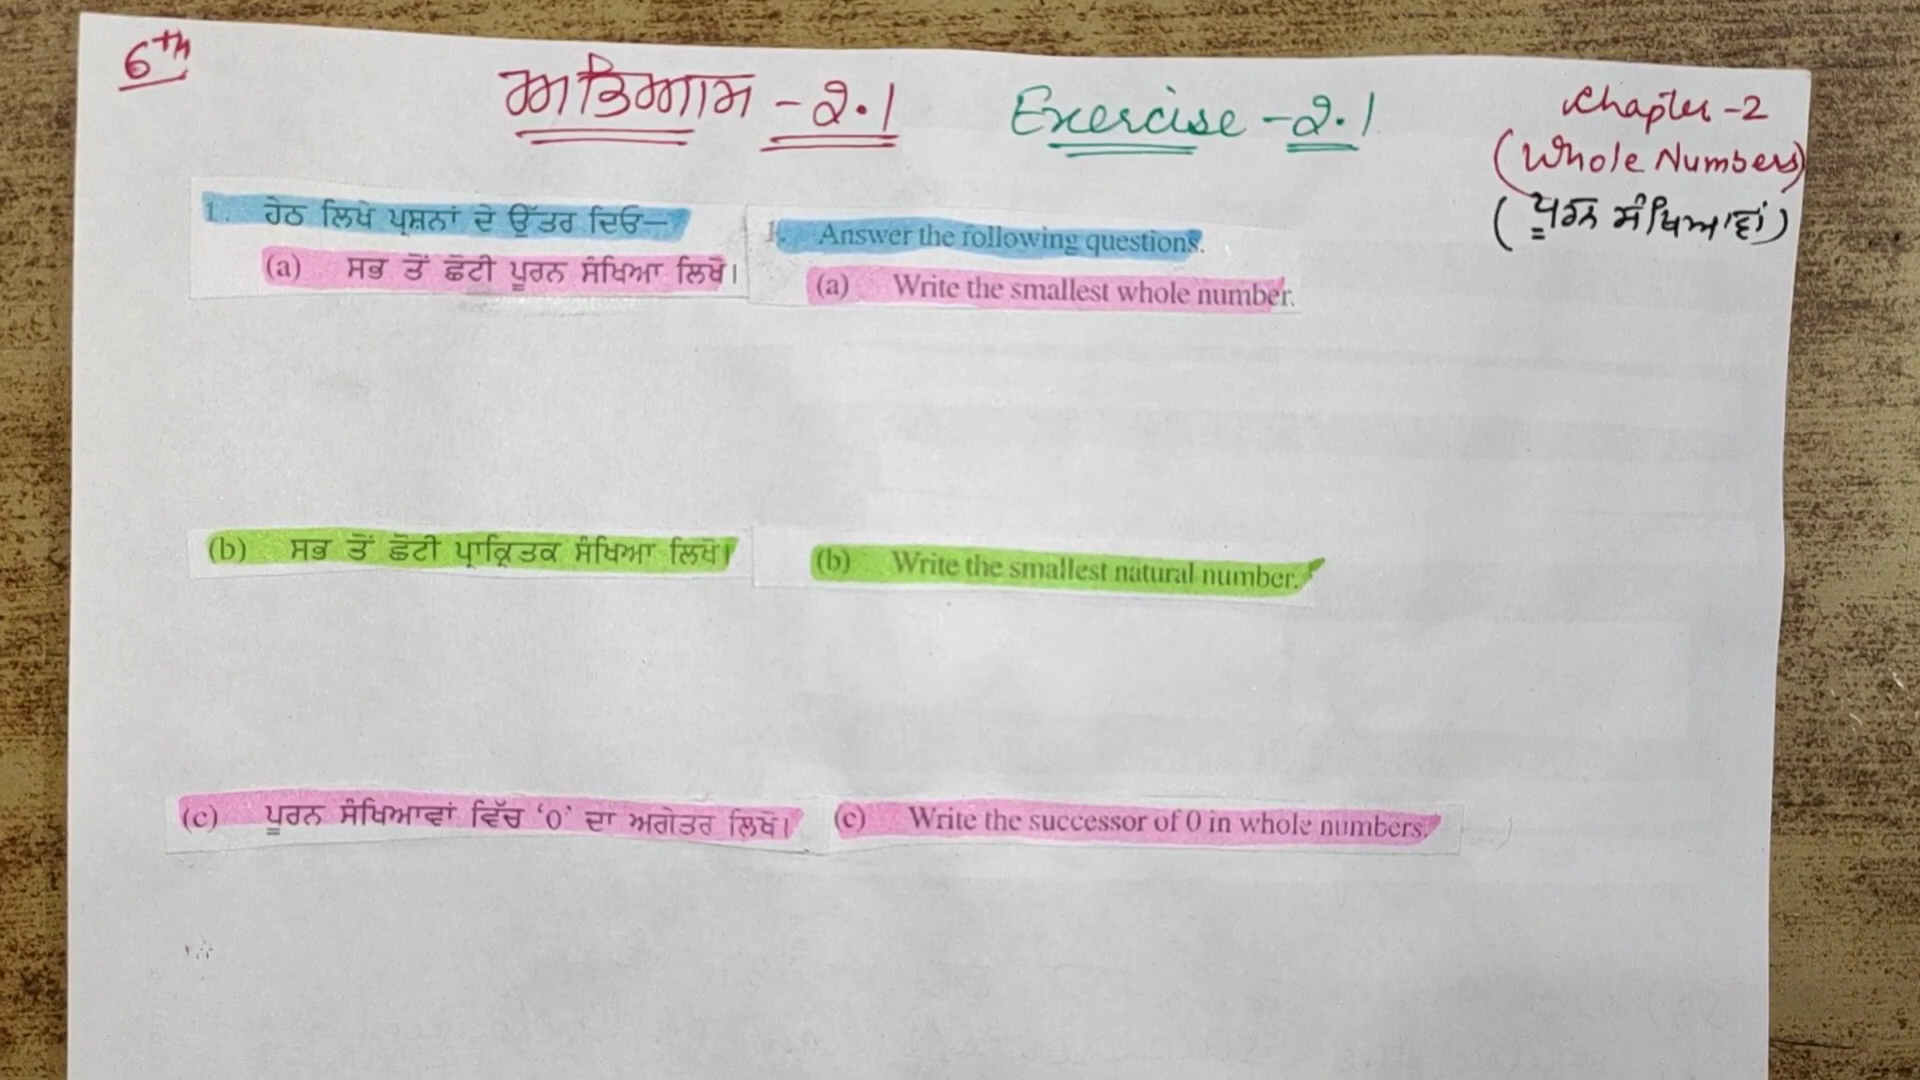 6th
ਅਭਿਆਸ - 2.1 Exercise - 2.1
Chapter - 2
(Whole Numbers)
(ਪੂਰਨ ਸੰਖਿਆਵਾਂ)
1. ਹੇਠ ਲਿਖੇ ਪ੍ਰਸ਼ਨਾਂ ਦੇ ਉੱਤਰ ਦਿਓ—
(a) ਸਭ ਤੋਂ ਛੋਟੀ ਪੂਰਨ ਸੰਖਿਆ ਲਿਖੋ।
1. Answer the following questions.
(a) Write the smallest whole number.
(b) ਸਭ ਤੋਂ ਛੋਟੀ ਪ੍ਰਾਕ੍ਰਿਤਕ ਸੰਖਿਆ ਲਿਖੋ।
(b) Write the smallest natural number.
(c) ਪੂਰਨ ਸੰਖਿਆਵਾਂ ਵਿੱਚ ‘0’ ਦਾ ਅਗੇਤਰ ਲਿਖੋ।
(c) Write the successor of 0 in whole numbers.